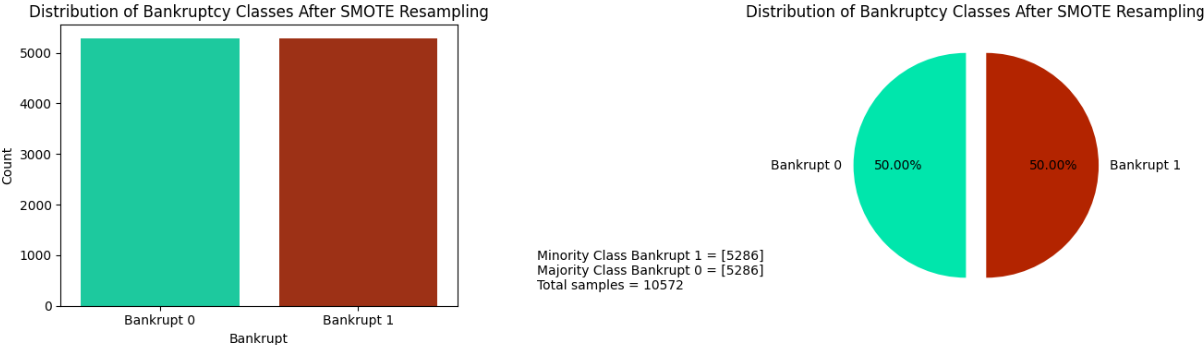 Distribution of Bankruptcy Classes After SMOTE Resampling
5000
4000
3000
2000
1000
0
Count
Bankrupt 0
Bankrupt 1
Bankrupt
Minority Class Bankrupt 1 = [5286]
Majority Class Bankrupt 0 = [5286]
Total samples = 10572
Distribution of Bankruptcy Classes After SMOTE Resampling
Bankrupt 0
50.00%
50.00%
Bankrupt 1